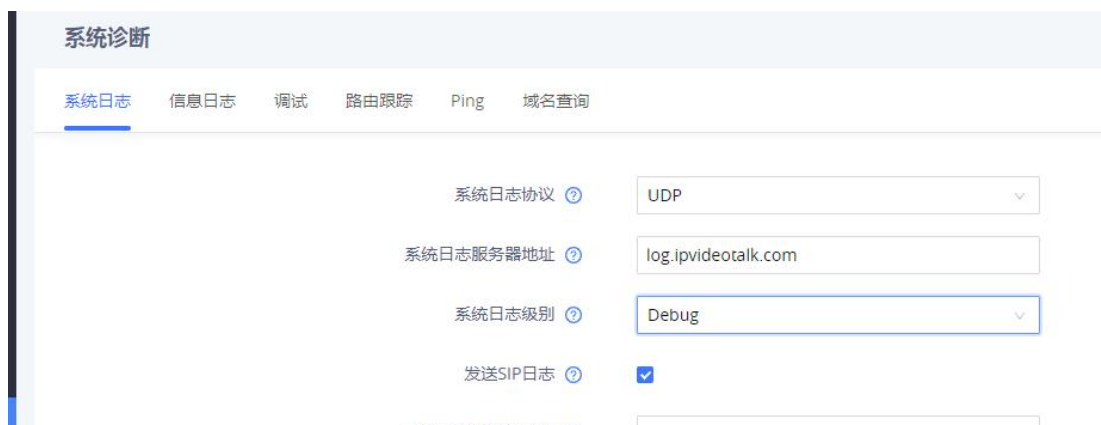 系统诊断
系统日志 信息日志 调试 路由跟踪 Ping 域名查询
系统日志协议 UDP
系统日志服务器地址 log.ipvideotalk.com
系统日志级别 Debug
发送SIP日志